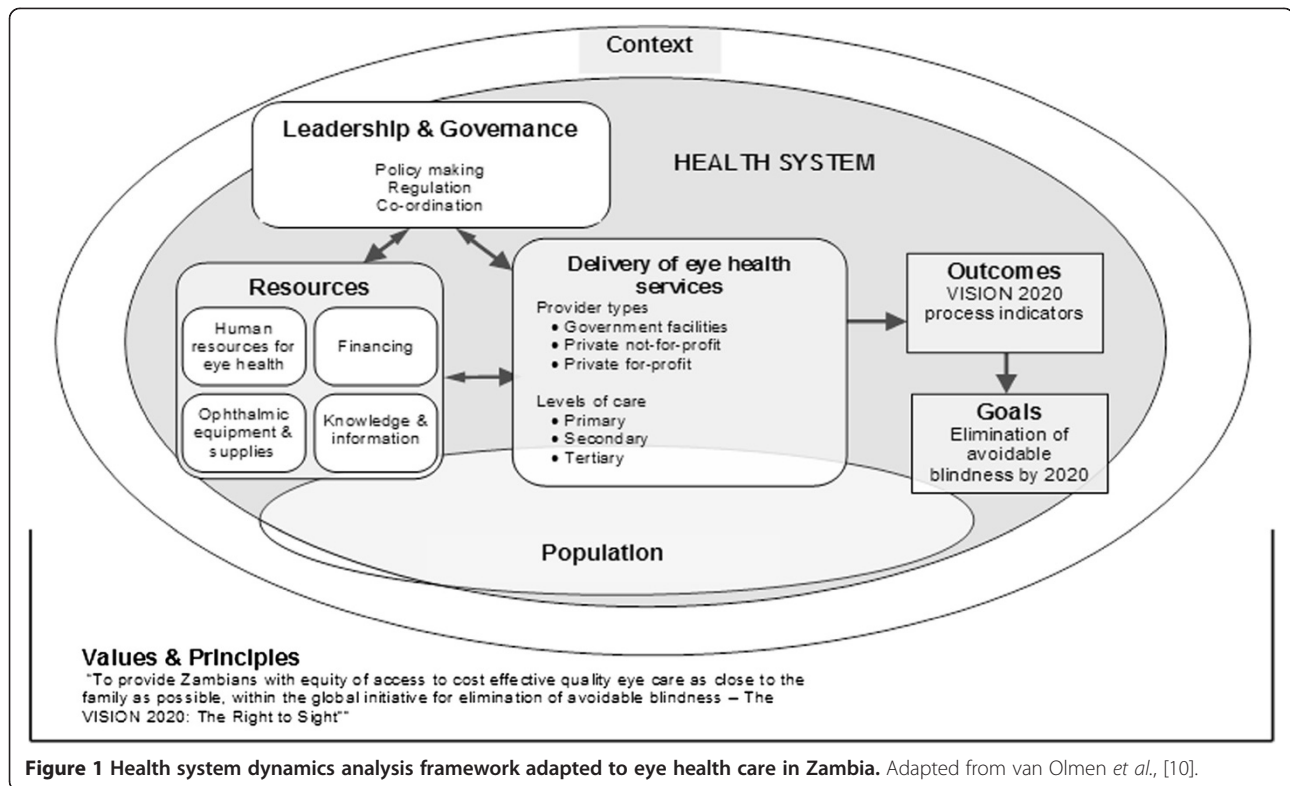 Context
Leadership & Governance
Policy making
Regulation
Co-ordination
HEALTH SYSTEM
Resources
Human
resources for
eye health
Financing
Ophthalmic
equipment &
supplies
Knowledge &
information
Delivery of eye health
services
Provider types
• Government facilities
• Private not-for-profit
• Private for-profit
Levels of care
• Primary
• Secondary
• Tertiary
Outcomes
VISION 2020
process indicators
Goals
Elimination of
avoidable
blindness by 2020
Population
Values & Principles
"To provide Zambians with equity of access to cost effective quality eye care as close to the
family as possible, within the global initiative for elimination of avoidable blindness – The
VISION 2020: The Right to Sight""
Figure 1 Health system dynamics analysis framework adapted to eye health care in Zambia. Adapted from van Olmen et al., [10].